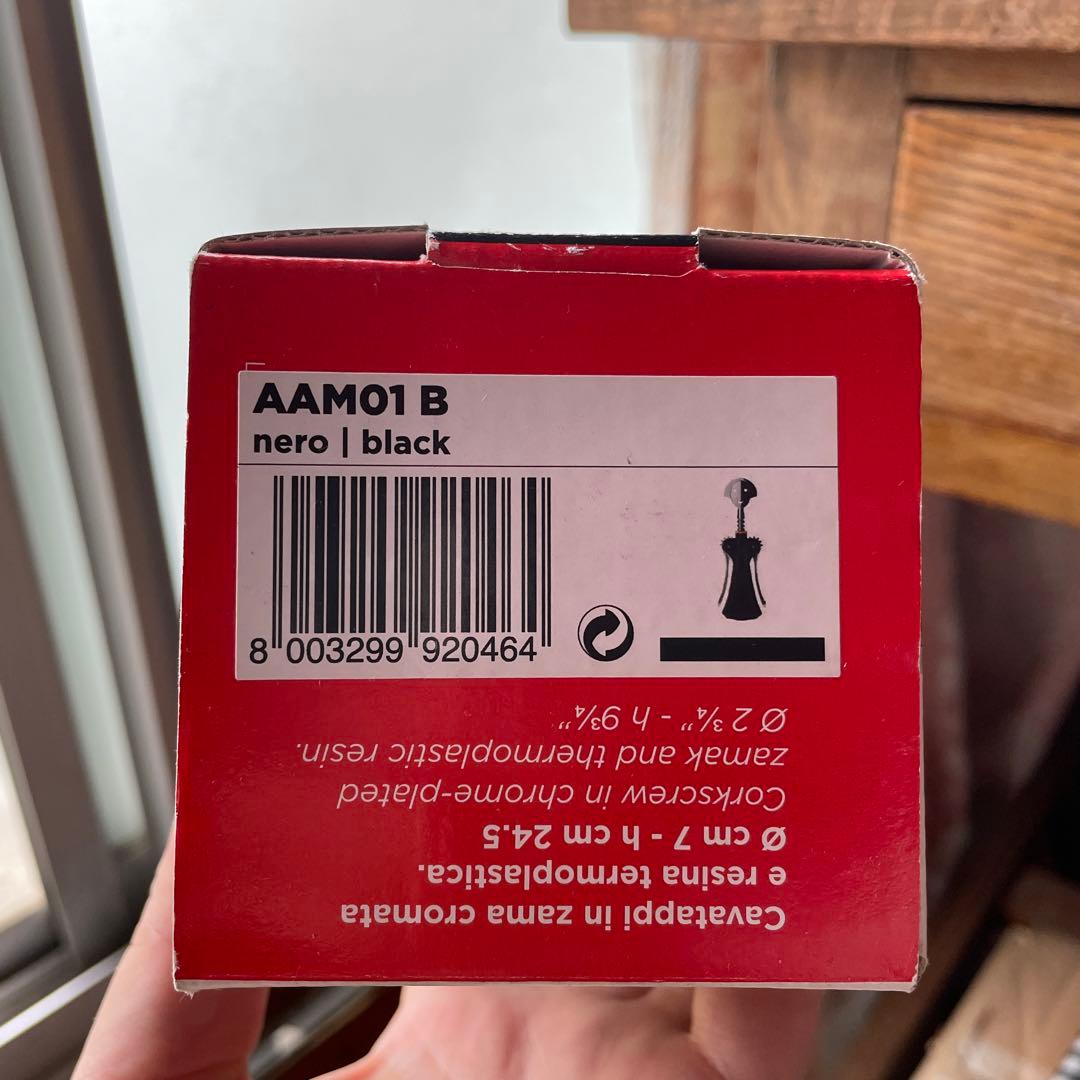 AAM01 B
nero | black
8 003299 920464
Cavatappi in zama cromata
e resina termoplastica.
Ø cm 7 - h cm 24.5
Corkscrew in chrome-plated
zamak and thermoplastic resin.
Ø 2 ¾’’ - h 9¾’’